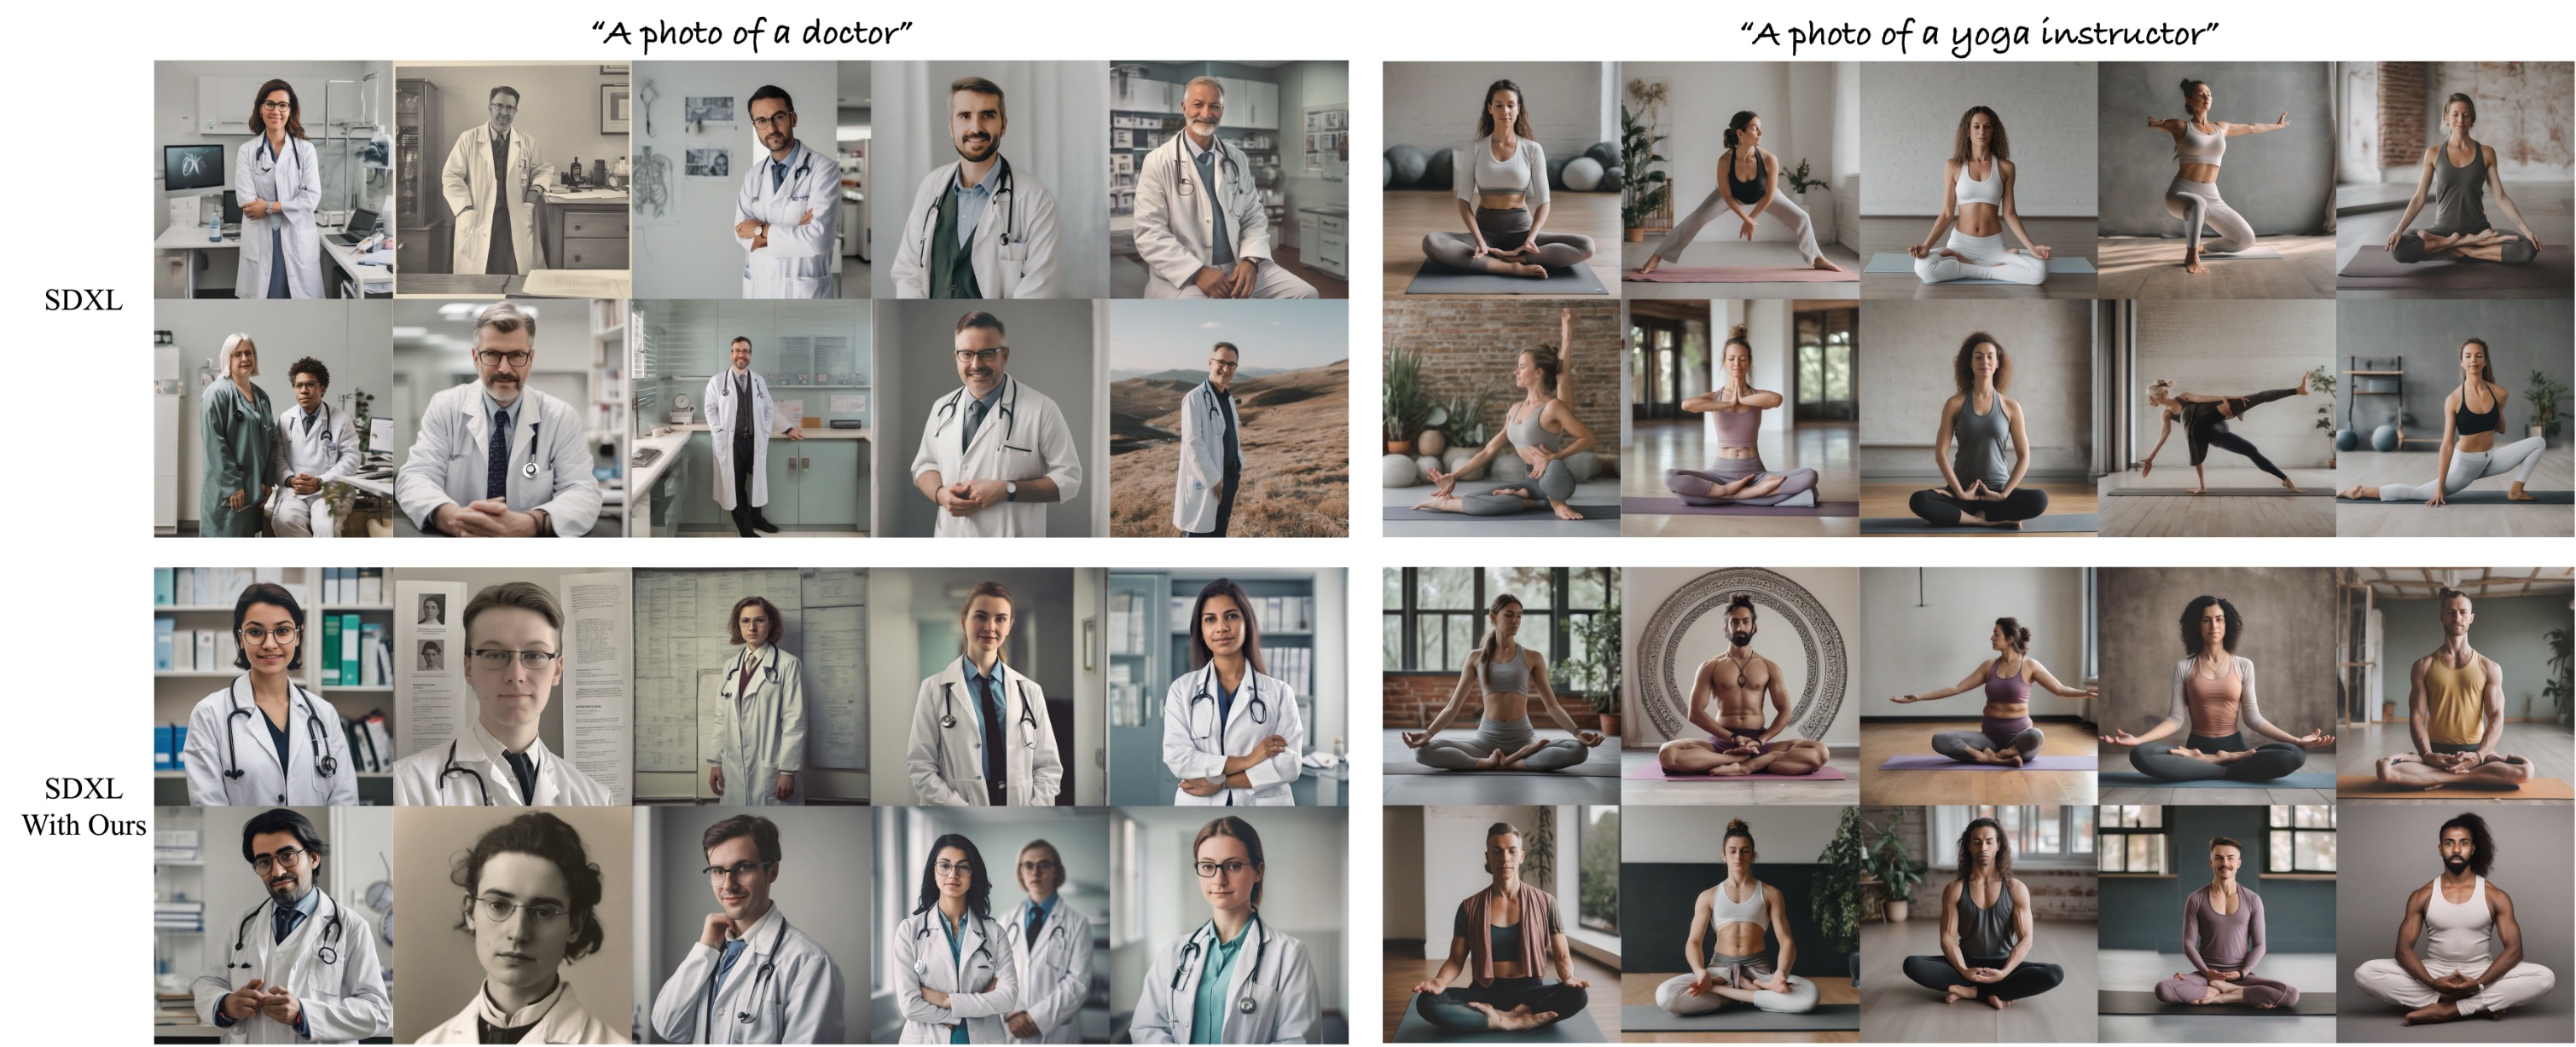 “A photo of a doctor”
“A photo of a yoga instructor”
SDXL
SDXL
With Ours